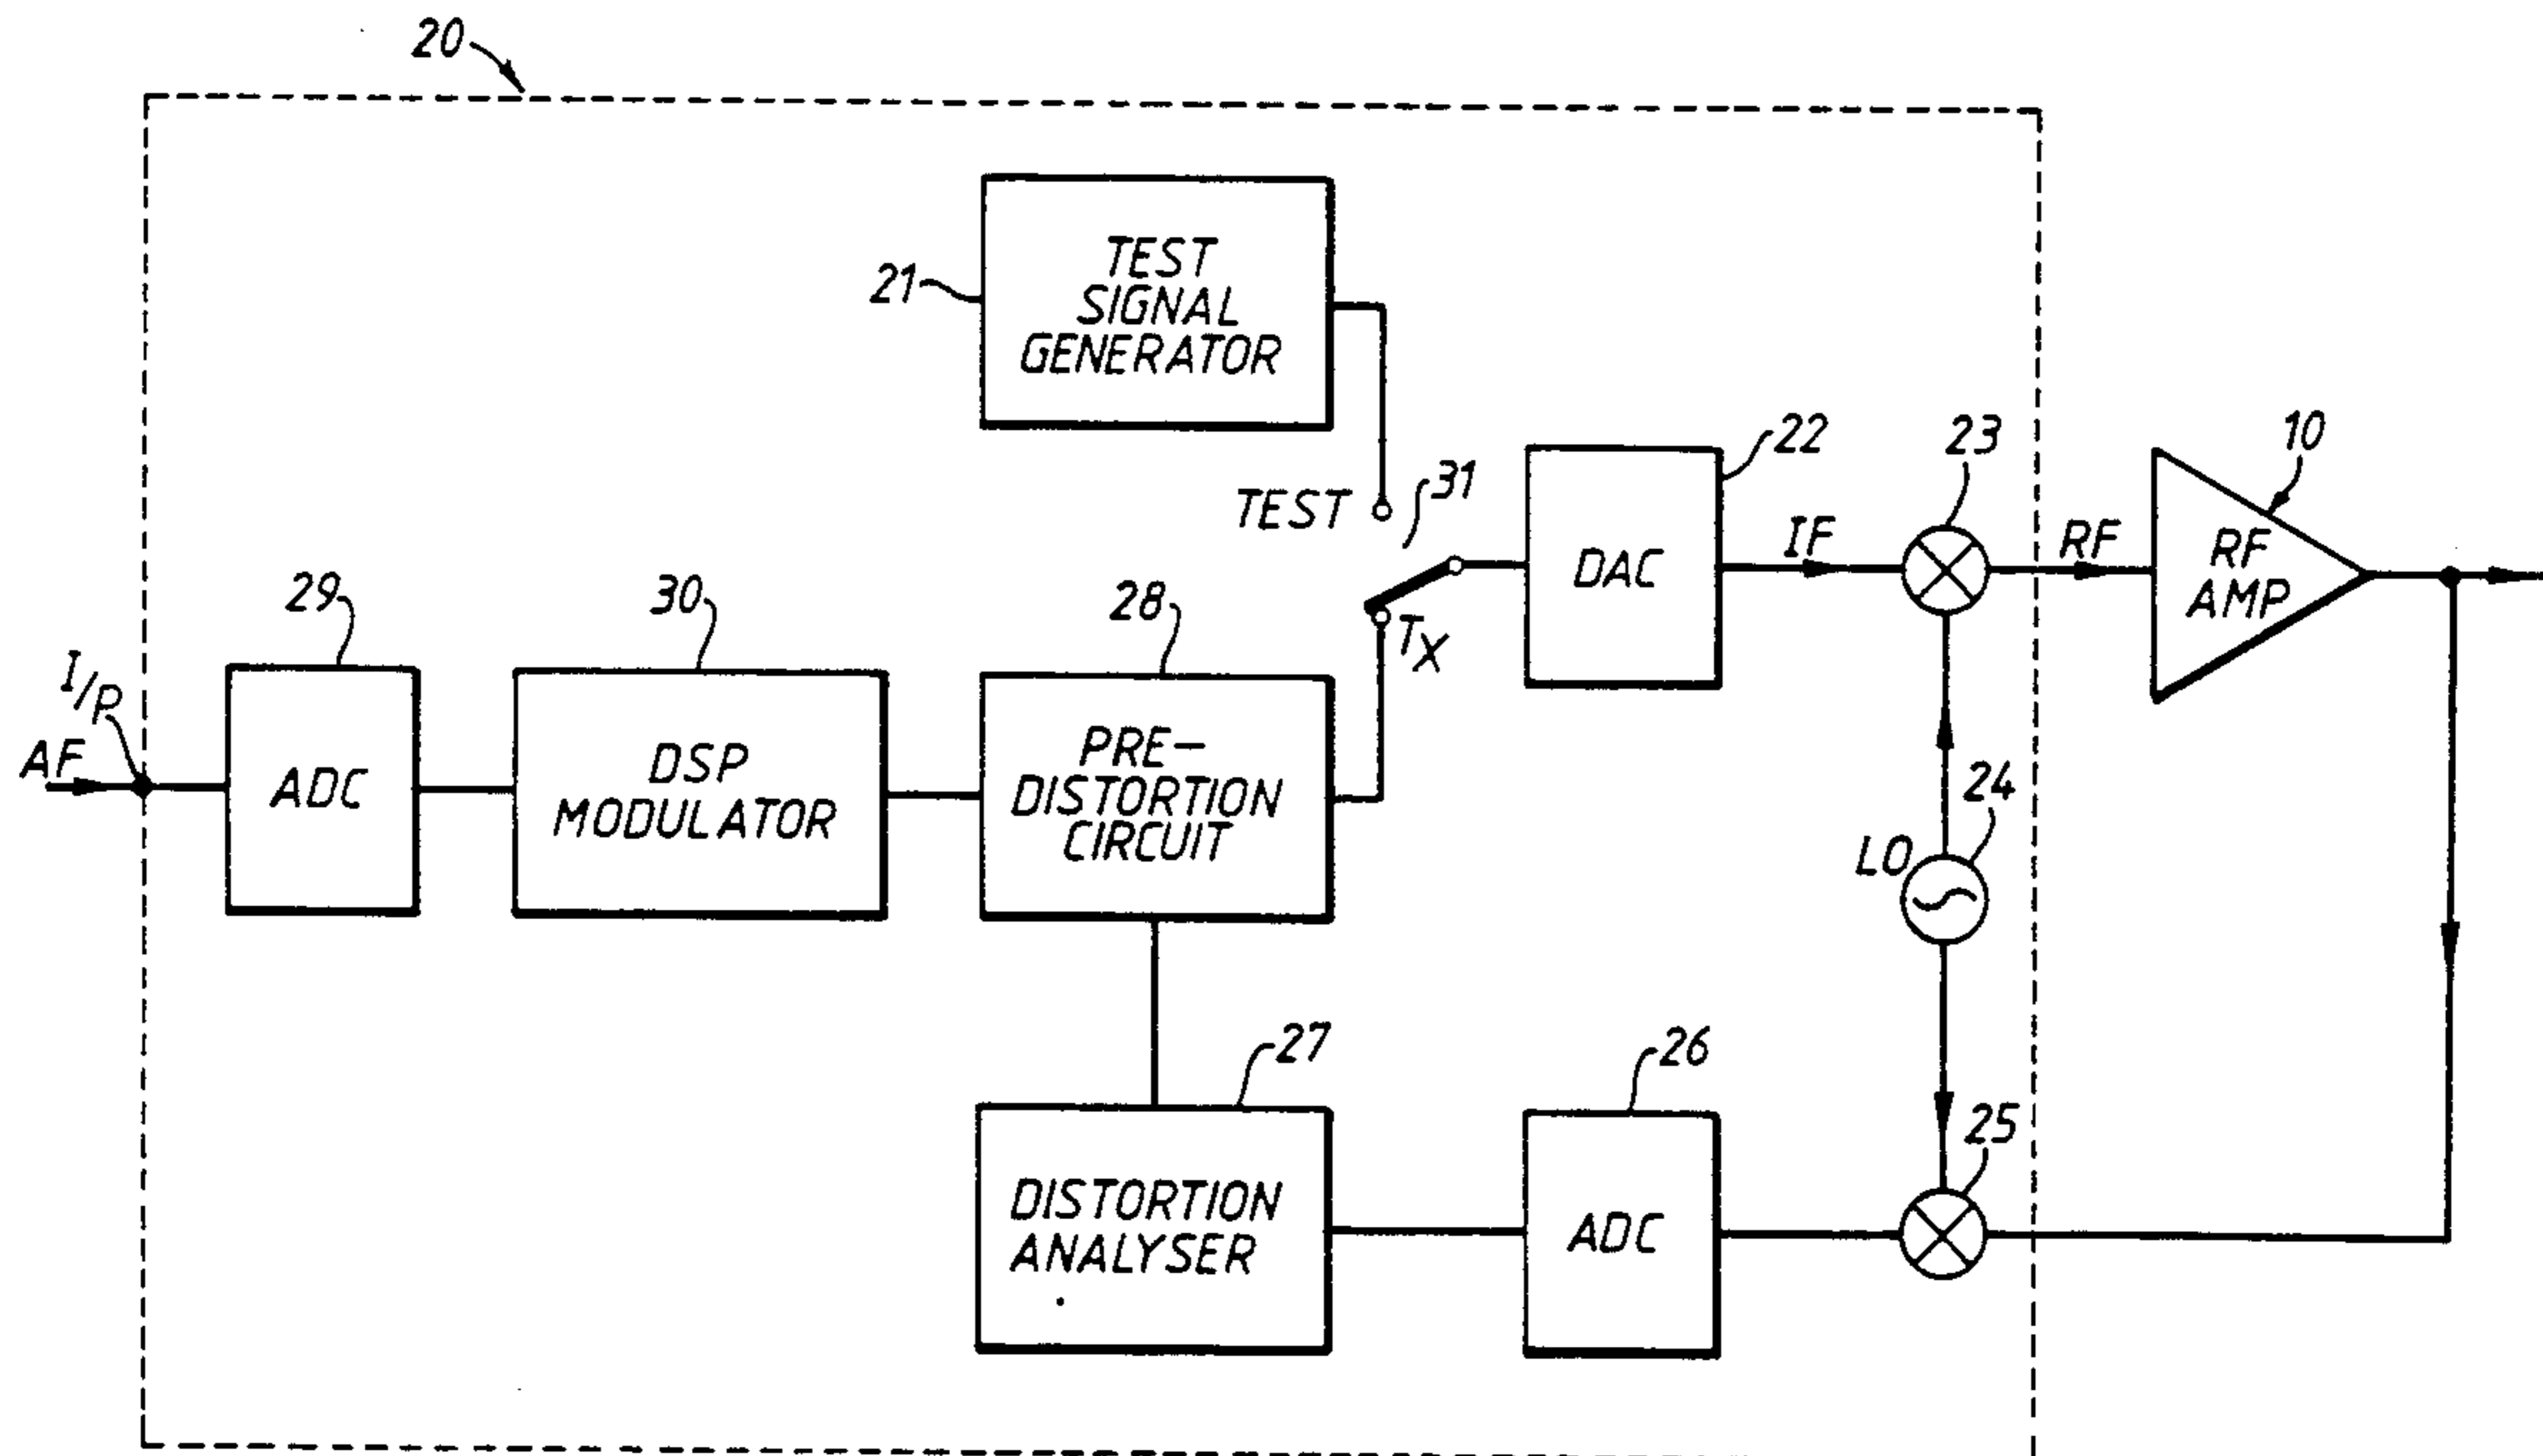 20
TEST
SIGNAL
GENERATOR
21
TEST
31
22
DAC
IF
23
RF
10
RF
AMP
I/P
AF
29
ADC
30
DSP
MODULATOR
28
PRE-
DISTORTION
CIRCUIT
TX
LO
24
27
DISTORTION
ANALYSER
26
ADC
25